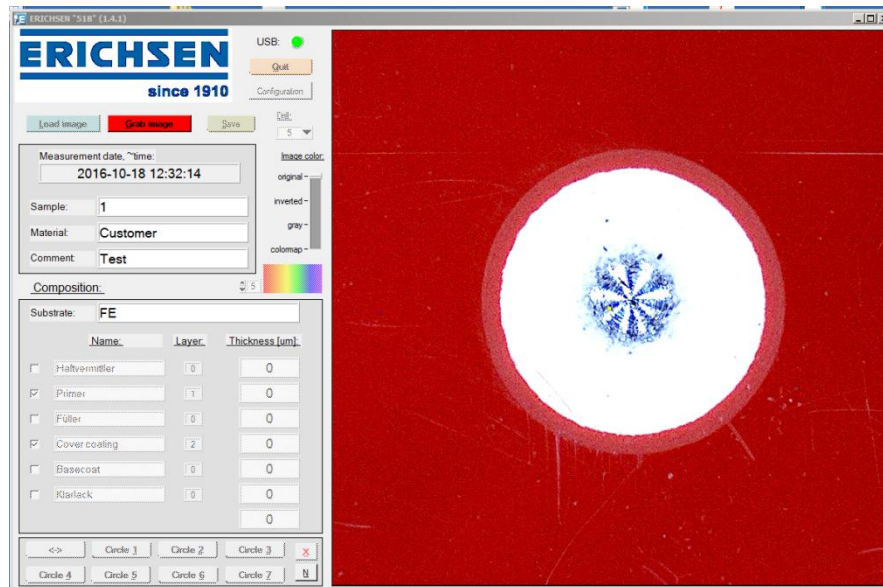 ERICHSEN "518" (1.4.1)
ERICHSEN
since 1910
USB:
Quit
Configuration
Load image
Grab image
Save
Drill:
5
Measurement date, ~time:
2016-10-18 12:32:14
Image color:
original
inverted
gray
colormap
Sample:
1
Material:
Customer
Comment:
Test
Composition:
5
Substrate:
FE
Name:
Layer:
Thickness [um]:
Haftvermittler
0
0
Primer
1
0
Füller
0
0
Cover coating
2
0
Basecoat
0
0
Klarlack
0
0
0
<->
Circle 1
Circle 2
Circle 3
X
Circle 4
Circle 5
Circle 6
Circle 7
N